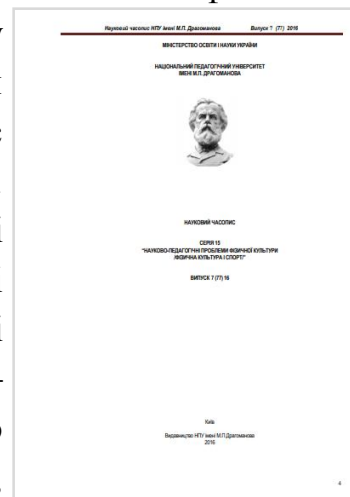 Науковий часопис НПУ імені М.П. Драгоманова Випуск 7 (77) 2016
МІНІСТЕРСТВО ОСВІТИ І НАУКИ УКРАЇНИ
НАЦІОНАЛЬНИЙ ПЕДАГОГІЧНИЙ УНІВЕРСИТЕТ
ІМЕНІ М.П. ДРАГОМАНОВА
НАУКОВИЙ ЧАСОПИС
СЕРІЯ 15
“НАУКОВО-ПЕДАГОГІЧНІ ПРОБЛЕМИ ФІЗИЧНОЇ КУЛЬТУРИ
/ФІЗИЧНА КУЛЬТУРА І СПОРТ/”
ВИПУСК 7 (77) 16
Київ
Видавництво НПУ імені М.П.Драгоманова
2016